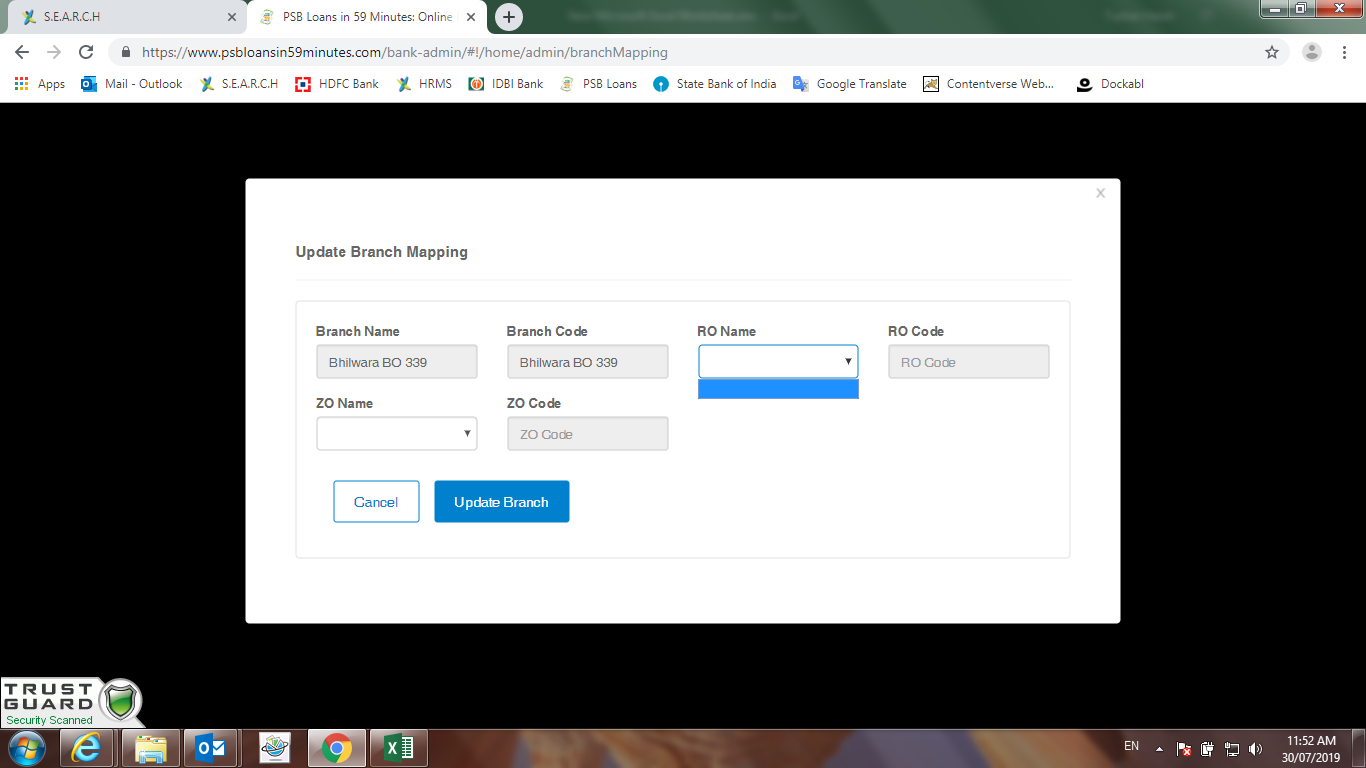 S.E.A.R.C.H
PSB Loans in 59 Minutes: Online
https://www.psbloansin59minutes.com/bank-admin/#!/home/admin/branchMapping
Apps Mail - Outlook S.E.A.R.C.H HDFC Bank HRMS IDBI Bank PSB Loans State Bank of India Google Translate Contentverse Web... Dockabl
x
Update Branch Mapping
Branch Name Branch Code RO Name RO Code
Bhilwara BO 339 Bhilwara BO 339 RO Code
ZO Name ZO Code
ZO Code
Cancel Update Branch
TRUST
GUARD
Security Scanned
EN 11:52 AM
30/07/2019